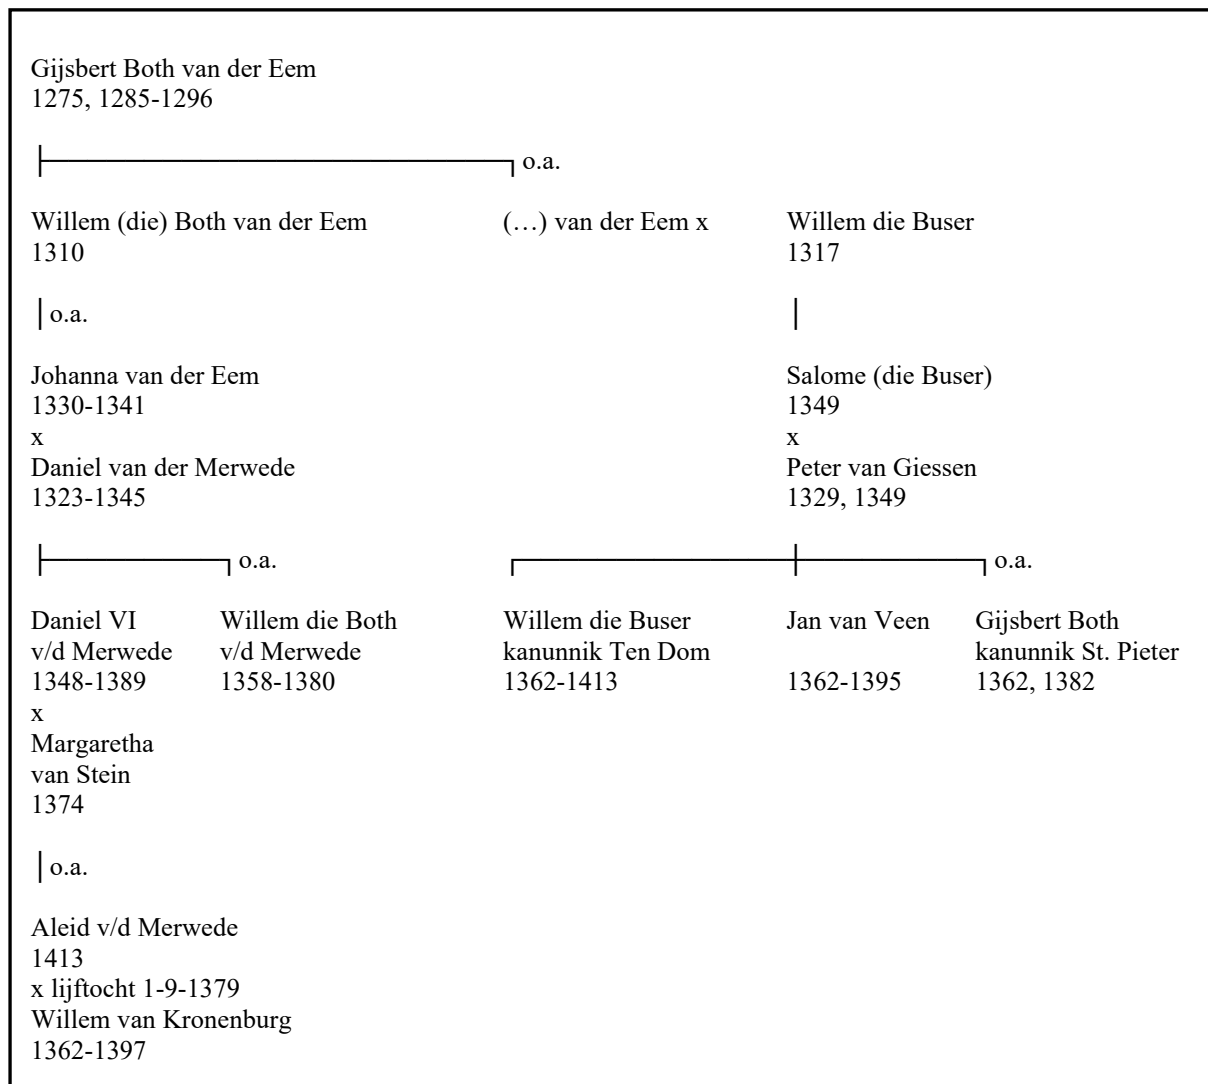 Gijsbert Both van der Eem
1275, 1285-1296
o.a.
Willem (die) Both van der Eem (…) van der Eem x Willem die Buser
1310 1317
o.a.
Johanna van der Eem Salome (die Buser)
1330-1341 1349
x x
Daniel van der Merwede Peter van Giessen
1323-1345 1329, 1349
o.a. o.a.
Daniel VI Willem die Both Willem die Buser Jan van Veen Gijsbert Both
v/d Merwede v/d Merwede kanunnik Ten Dom kanunnik St. Pieter
1348-1389 1358-1380 1362-1413 1362-1395 1362, 1382
x
Margaretha
van Stein
1374
o.a.
Aleid v/d Merwede
1413
x lijftocht 1-9-1379
Willem van Kronenburg
1362-1397